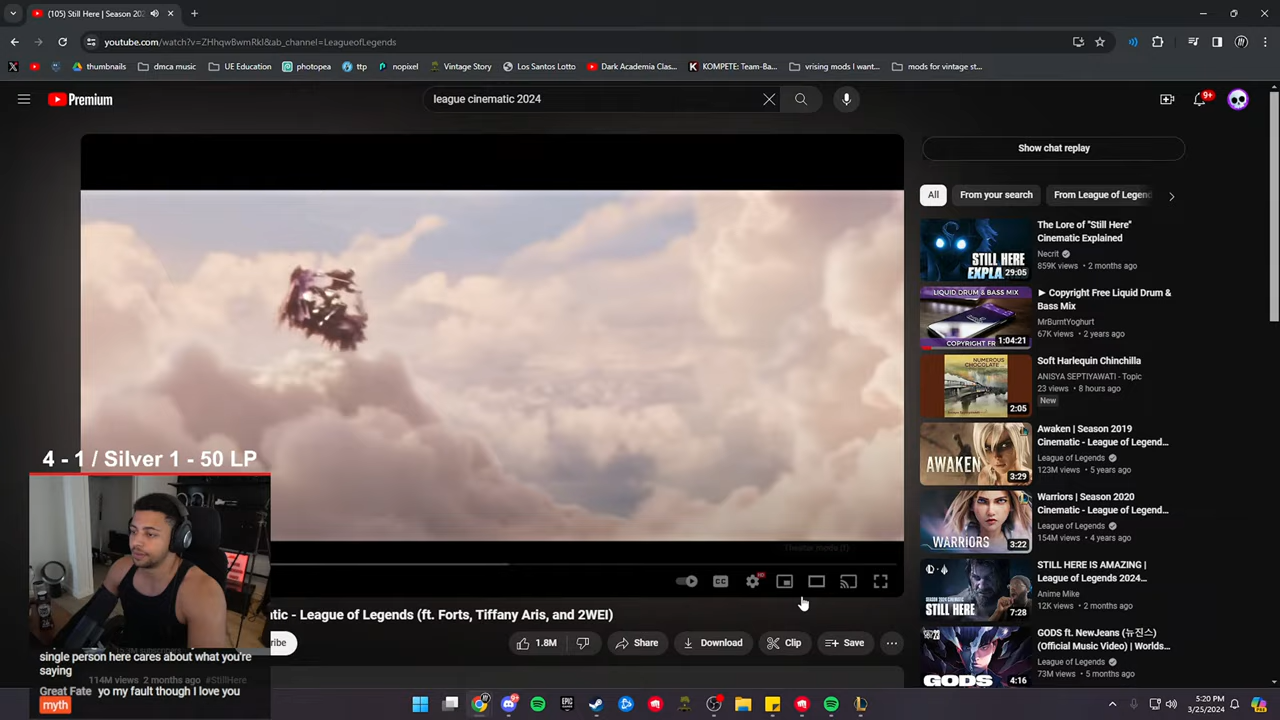 (105) Still Here | Season 202
youtube.com/watch?v=ZHhqwBwmRkI&ab_channel=LeagueofLegends
thumbnails
dmca music
UE Education
photopea
ttp
nopixel
Vintage Story
Los Santos Lotto
Dark Academia Clas...
KOMPETE: Team-Ba...
vrising mods I want...
mods for vintage st...
Premium
league cinematic 2024
9+
Show chat replay
All
From your search
From League of Legend
The Lore of "Still Here"
Cinematic Explained
Necrit
859K views • 2 months ago
STILL HERE
EXPLA
29:05
LIQUID DRUM & BASS MIX
COPYRIGHT FR
1:04:21
► Copyright Free Liquid Drum &
Bass Mix
MrBurntYoghurt
67K views • 2 years ago
NUMEROUS
CHOCOLATE
2:05
Soft Harlequin Chinchilla
ANISYA SEPTIYAWATI - Topic
23 views • 8 hours ago
New
AWAKEN
3:29
Awaken | Season 2019
Cinematic - League of Legend...
League of Legends
123M views • 5 years ago
WARRIORS
3:22
Warriors | Season 2020
Cinematic - League of Legend...
League of Legends
154M views • 4 years ago
STILL HERE
7:28
STILL HERE IS AMAZING |
League of Legends 2024...
Anime Mike
12K views • 2 months ago
GODS
4:16
GODS ft. NewJeans (뉴진스)
(Official Music Video) | Worlds...
League of Legends
73M views • 5 months ago
4 - 1 / Silver 1 - 50 LP
Theater mode (t)
CC
HD
tic - League of Legends (ft. Forts, Tiffany Aris, and 2WEI)
ibe
1.8M
Share
Download
Clip
Save
single person here cares about what you're
saying
114M views 2 months ago #StillHere
Great Fate yo my fault though I love you
myth
5:20 PM
3/25/2024